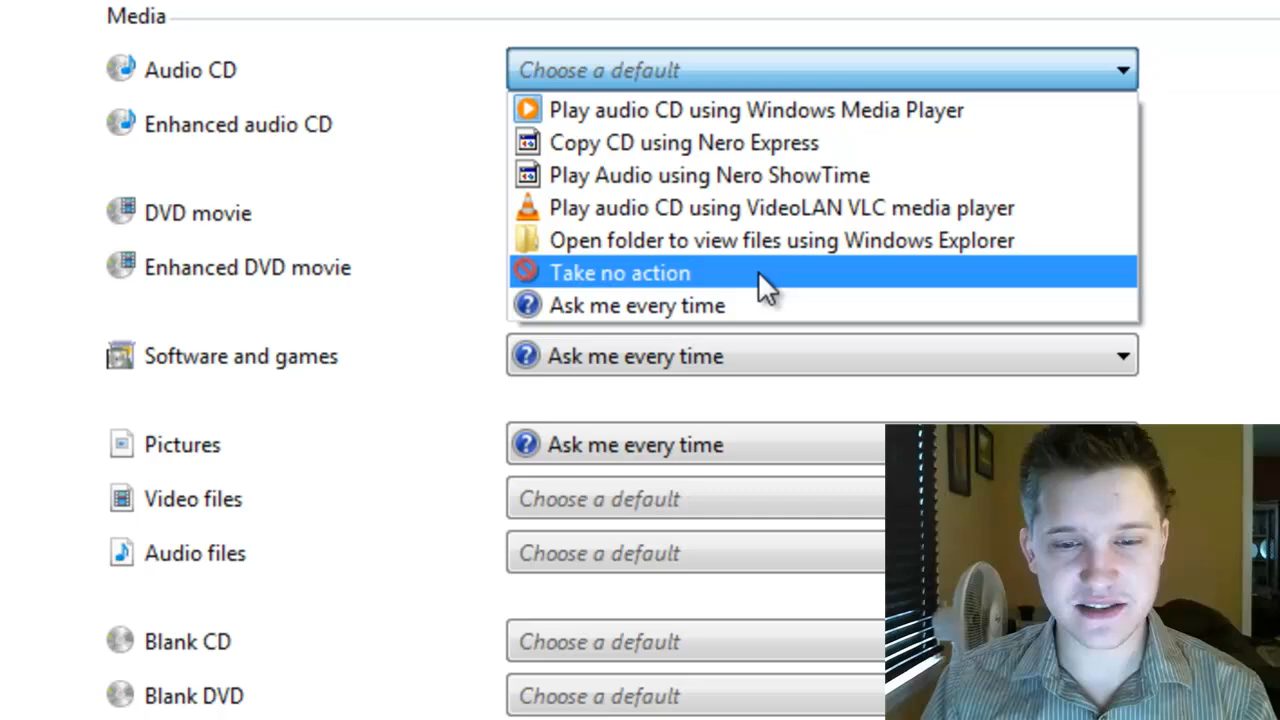 Media
Audio CD
Choose a default
Play audio CD using Windows Media Player
Enhanced audio CD
Copy CD using Nero Express
Play Audio using Nero ShowTime
DVD movie
Play audio CD using VideoLAN VLC media player
Open folder to view files using Windows Explorer
Enhanced DVD movie
Take no action
Ask me every time
Software and games
Ask me every time
Pictures
Ask me every time
Video files
Choose a default
Audio files
Choose a default
Blank CD
Choose a default
Blank DVD
Choose a default